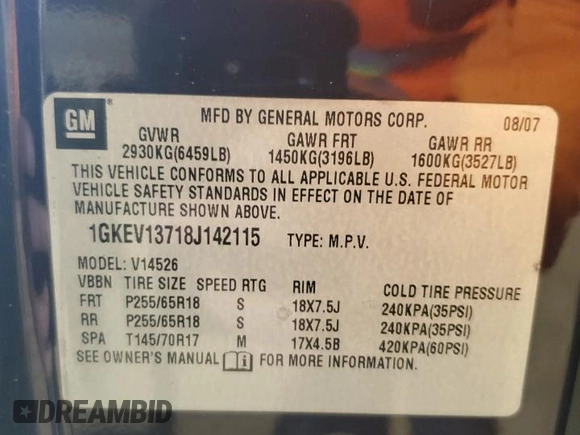 GM ®
MFD BY GENERAL MOTORS CORP. 08/07
GVWR GAWR FRT GAWR RR
2930KG(6459LB) 1450KG(3196LB) 1600KG(3527LB)
THIS VEHICLE CONFORMS TO ALL APPLICABLE U.S. FEDERAL MOTOR
VEHICLE SAFETY STANDARDS IN EFFECT ON THE DATE OF
MANUFACTURE SHOWN ABOVE.
1GKEV13718J142115 TYPE: M.P.V.
MODEL: V14526
VBBN TIRE SIZE SPEED RTG RIM COLD TIRE PRESSURE
FRT P255/65R18 S 18X7.5J 240KPA(35PSI)
RR P255/65R18 S 18X7.5J 240KPA(35PSI)
SPA T145/70R17 M 17X4.5B 420KPA(60PSI)
SEE OWNER'S MANUAL i FOR MORE INFORMATION.
DREAMBID